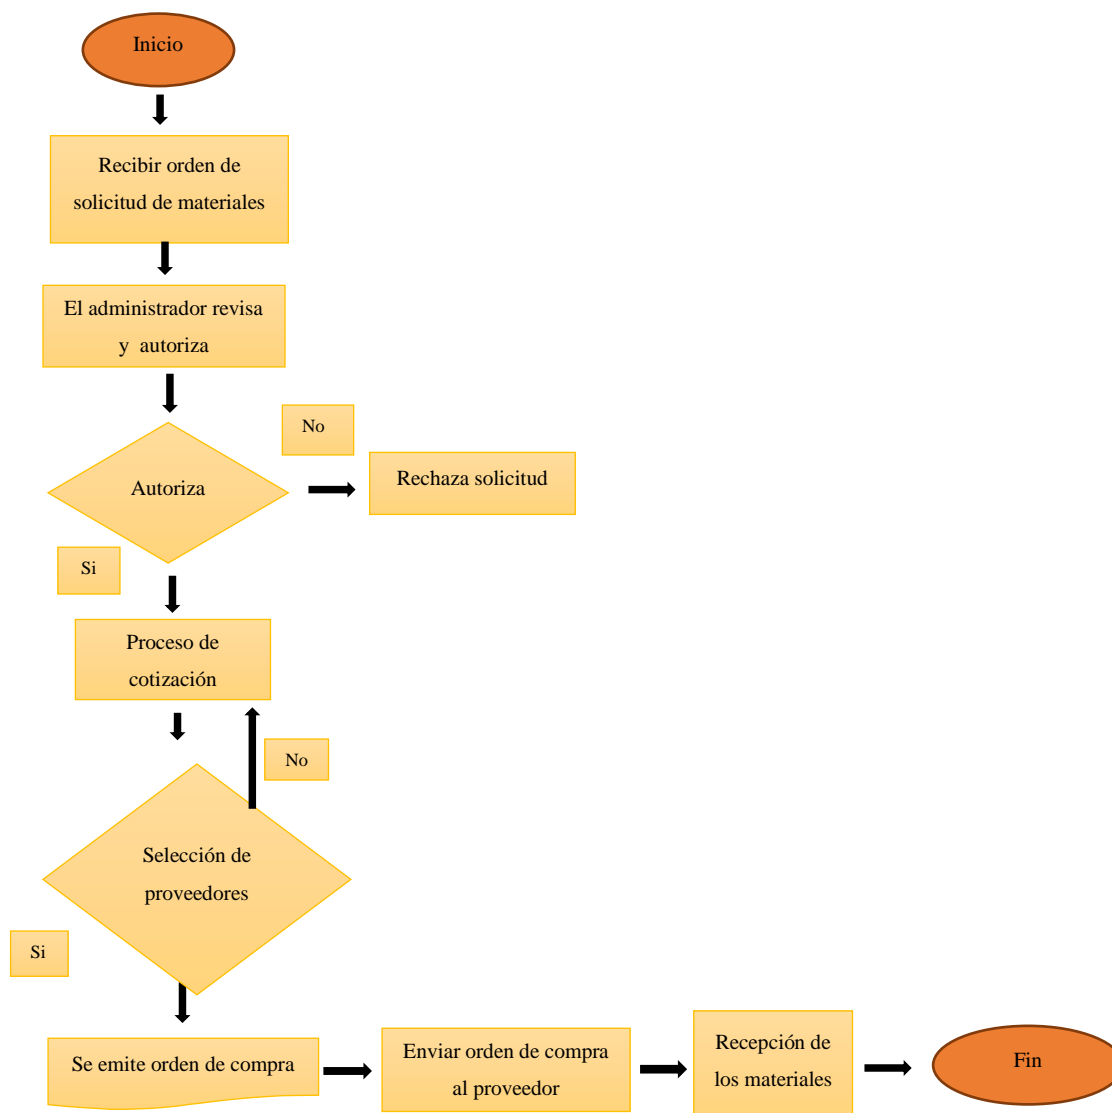 Inicio
Recibir orden de
solicitud de materiales
El administrador revisa
y autoriza
No
Autoriza
Rechaza solicitud
Si
Proceso de
cotización
No
Selección de
proveedores
Si
Se emite orden de compra
Enviar orden de compra
al proveedor
Recepción de
los materiales
Fin